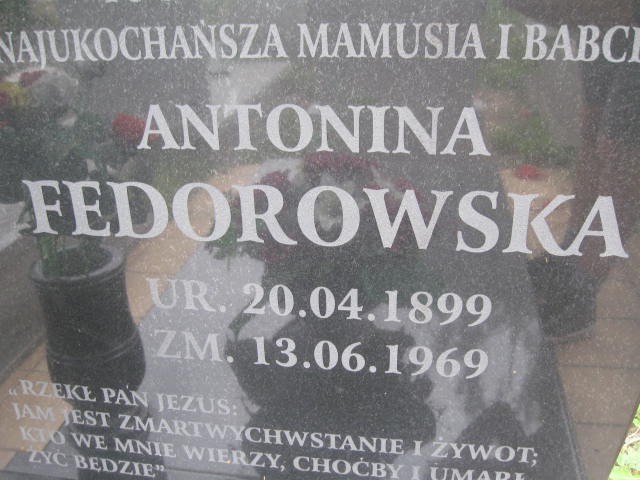 NAJUKOCHAŃSZA MAMUSIA I BABCI
ANTONINA
FEDOROWSKA
UR. 20.04.1899
ZM. 13.06.1969
„RZEKŁ PAN JEZUS:
JAM JEST ZMARTWYCHWSTANIE I ŻYWOT;
KTO WE MNIE WIERZY, CHOĆBY I UMARŁ
ŻYĆ BĘDZIE”